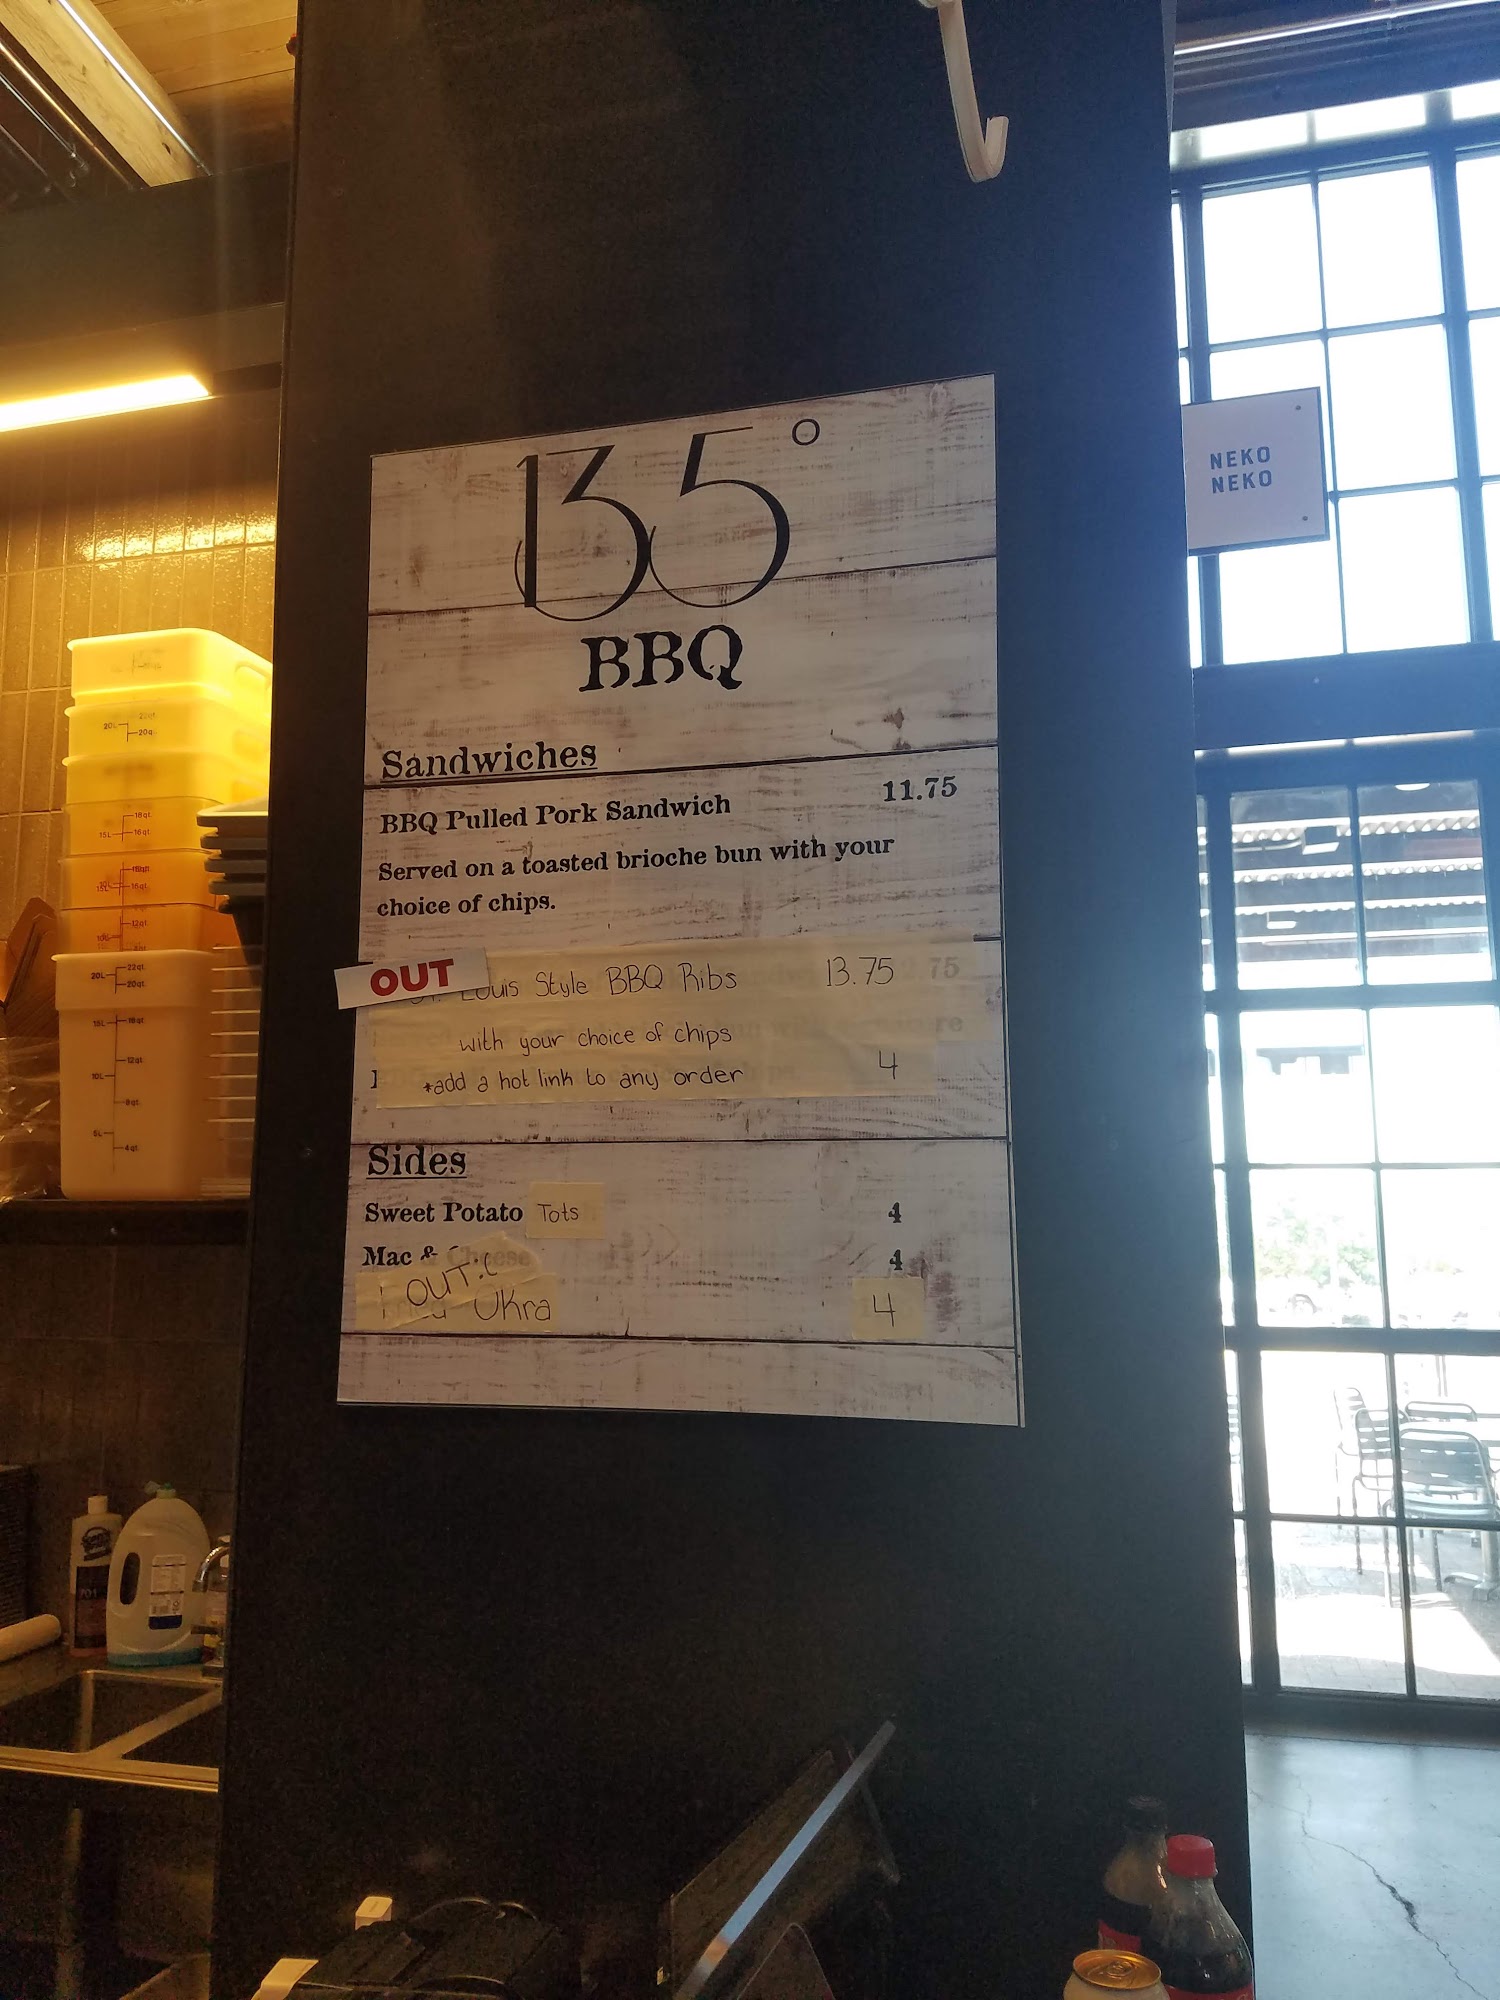 135°
BBQ
NEKO
NEKO
Sandwiches
BBQ Pulled Pork Sandwich 11.75
Served on a toasted brioche bun with your
choice of chips.
OUT Louis Style BBQ Ribs 13.75
with your choice of chips
*add a hot link to any order 4
Sides
Sweet Potato Tots 4
Mac & Cheese 4
OUT:(
Fried Okra 4